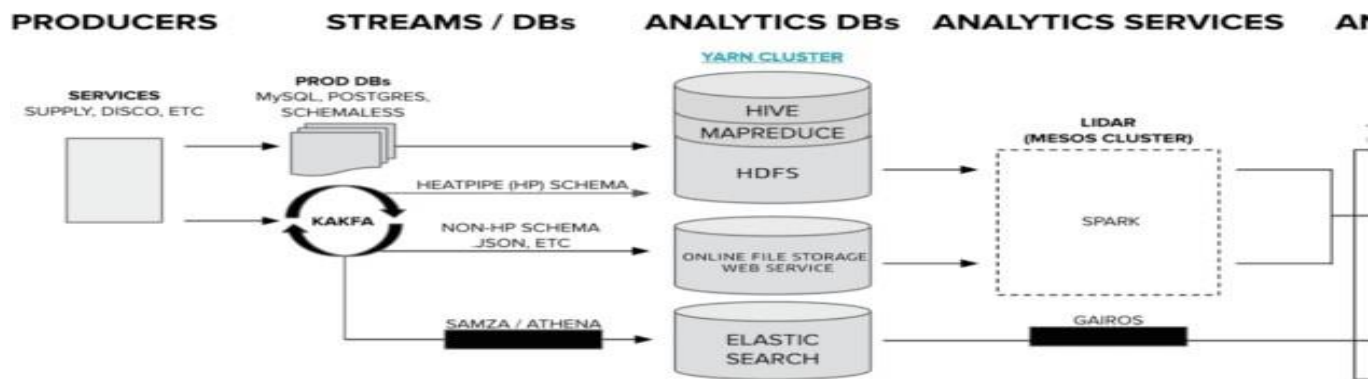 PRODUCERS
STREAMS / DBs
ANALYTICS DBs
ANALYTICS SERVICES
SERVICES
SUPPLY, DISCO, ETC
PROD DBs
MySQL, POSTGRES,
SCHEMALESS
KAKFA
HEATPIPE (HP) SCHEMA
NON-HP SCHEMA
JSON, ETC
SAMZA / ATHENA
YARN CLUSTER
HIVE
MAPREDUCE
HDFS
ONLINE FILE STORAGE
WEB SERVICE
ELASTIC
SEARCH
LIDAR
(MESOS CLUSTER)
SPARK
GAIROS